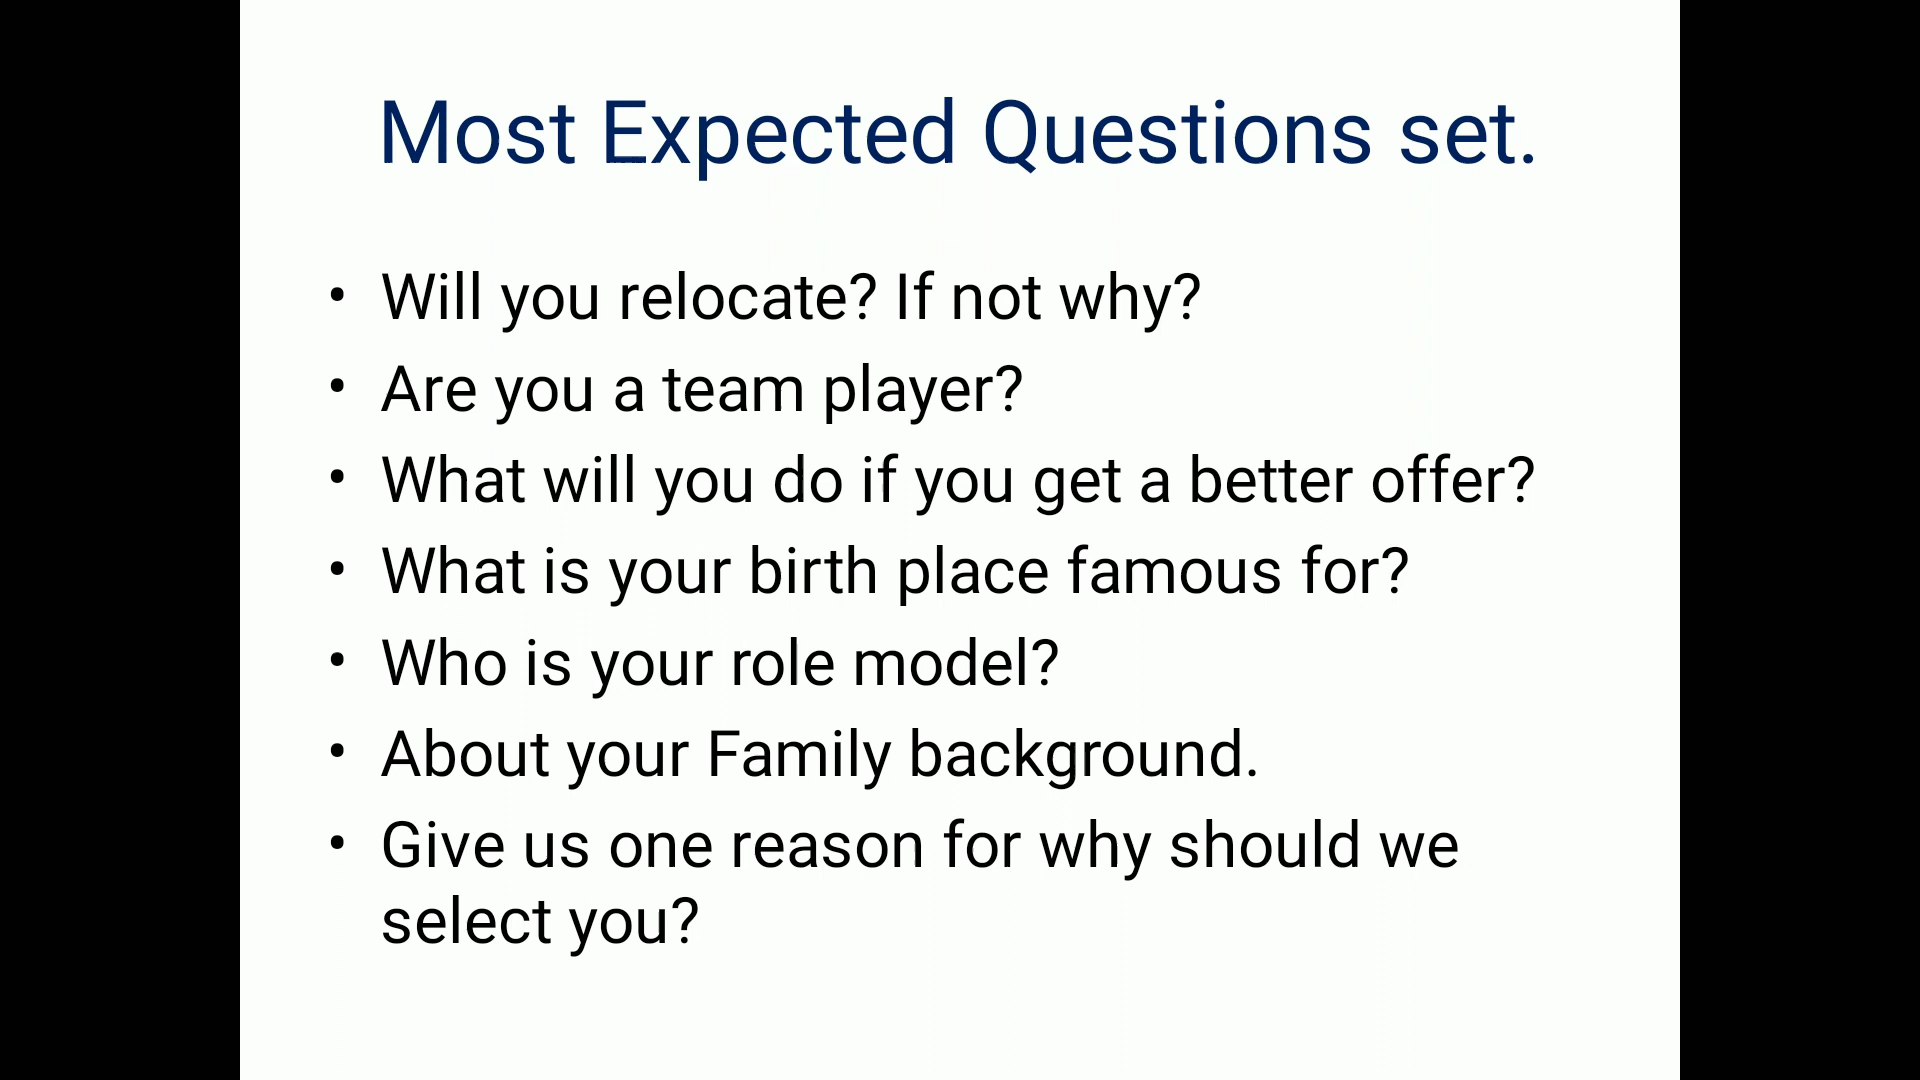 Most Expected Questions set.
• Will you relocate? If not why?
• Are you a team player?
• What will you do if you get a better offer?
• What is your birth place famous for?
• Who is your role model?
• About your Family background.
• Give us one reason for why should we
select you?